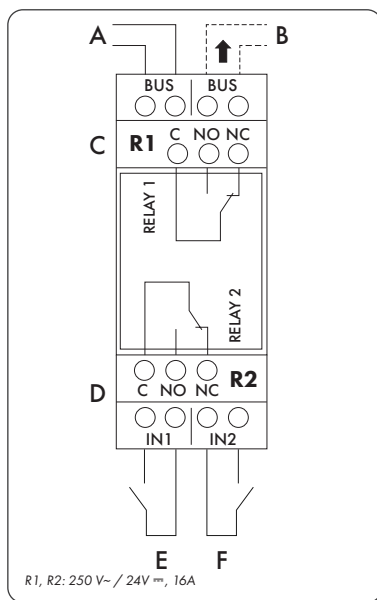 A B
BUS BUS
C R1 C NO NC
RELAY 1
RELAY 2
C NO NC R2
D
IN1 IN2
E F
R1, R2: 250 V~ / 24V ⎓, 16A